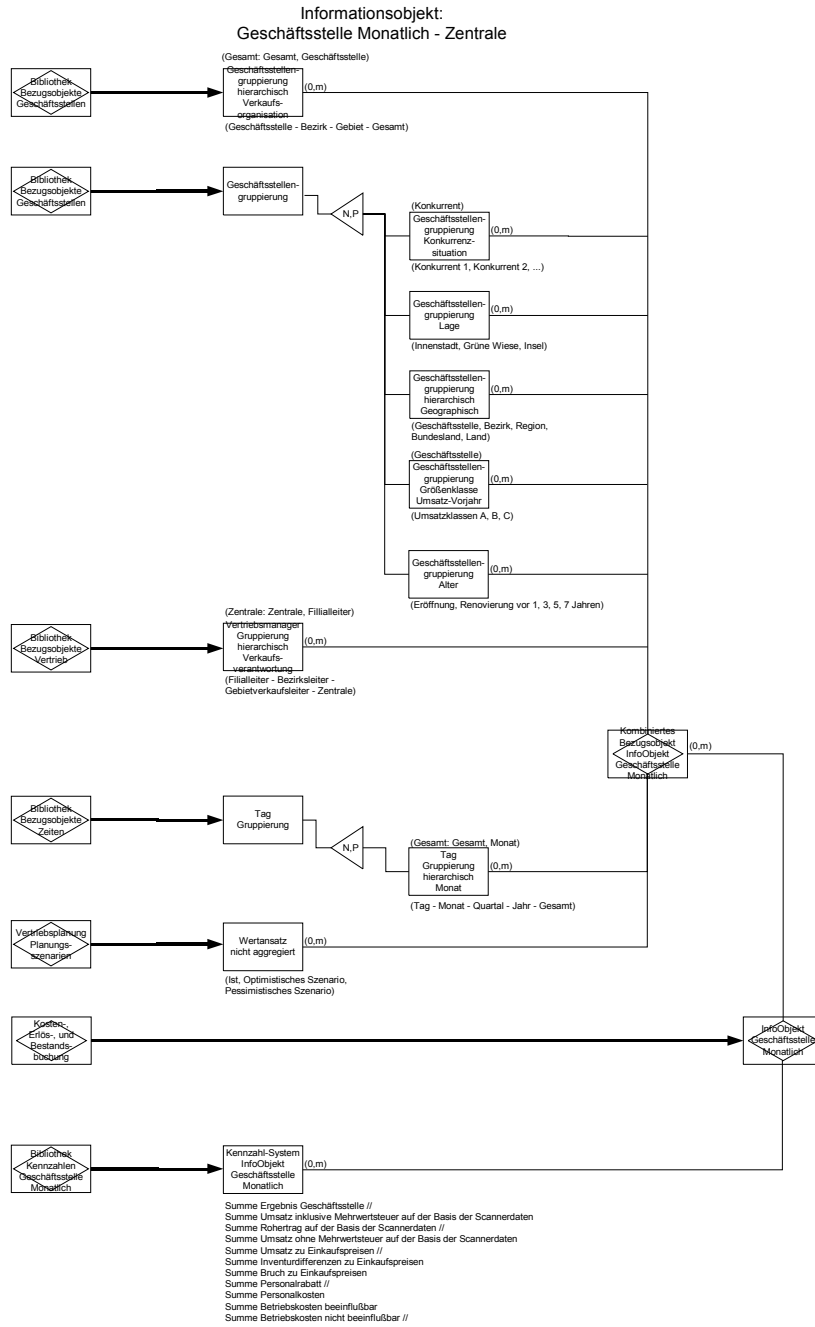 Informationsobjekt:
Geschäftsstelle Monatlich - Zentrale
(Gesamt: Gesamt, Geschäftsstelle)
Bibliothek
Bezugsobjekte
Geschäftsstellen
Geschäftsstellen-
gruppierung
hierarchisch
Verkaufs-
organisation
(0,m)
(Geschäftsstelle - Bezirk - Gebiet - Gesamt)
Bibliothek
Bezugsobjekte
Geschäftsstellen
Geschäftsstellen-
gruppierung
N,P
(Konkurrent)
Geschäftsstellen-
gruppierung
Konkurrenz-
situation
(0,m)
(Konkurrent 1, Konkurrent 2, ...)
Geschäftsstellen-
gruppierung
Lage
(0,m)
(Innenstadt, Grüne Wiese, Insel)
Geschäftsstellen-
gruppierung
hierarchisch
Geographisch
(0,m)
(Geschäftsstelle, Bezirk, Region,
Bundesland, Land)
(Geschäftsstelle)
Geschäftsstellen-
gruppierung
Größenklasse
Umsatz-Vorjahr
(0,m)
(Umsatzklassen A, B, C)
Geschäftsstellen-
gruppierung
Alter
(0,m)
(Eröffnung, Renovierung vor 1, 3, 5, 7 Jahren)
(Zentrale: Zentrale, Fillialleiter)
Bibliothek
Bezugsobjekte
Vertrieb
Vertriebsmanager
Gruppierung
hierarchisch
Verkaufs-
verantwortung
(0,m)
(Filialleiter - Bezirksleiter -
Gebietverkaufsleiter - Zentrale)
Kombiniertes
Bezugsobjekt
InfoObjekt
Geschäftsstelle
Monatlich
(0,m)
Bibliothek
Bezugsobjekte
Zeiten
Tag
Gruppierung
N,P
(Gesamt: Gesamt, Monat)
Tag
Gruppierung
hierarchisch
Monat
(0,m)
(Tag - Monat - Quartal - Jahr - Gesamt)
Vertriebsplanung
Planungs-
szenarien
Wertansatz
nicht aggregiert
(0,m)
(Ist, Optimistisches Szenario,
Pessimistisches Szenario)
Kosten-,
Erlös-, und
Bestands-
buchung
InfoObjekt
Geschäftsstelle
Monatlich
Bibliothek
Kennzahlen
Geschäftsstelle
Monatlich
Kennzahl-System
InfoObjekt
Geschäftsstelle
Monatlich
(0,m)
Summe Ergebnis Geschäftsstelle //
Summe Umsatz inklusive Mehrwertsteuer auf der Basis der Scannerdaten
Summe Rohertrag auf der Basis der Scannerdaten //
Summe Umsatz ohne Mehrwertsteuer auf der Basis der Scannerdaten
Summe Umsatz zu Einkaufspreisen //
Summe Inventurdifferenzen zu Einkaufspreisen
Summe Bruch zu Einkaufspreisen
Summe Personalrabatt //
Summe Personalkosten
Summe Betriebskosten beeinflußbar
Summe Betriebskosten nicht beeinflußbar //